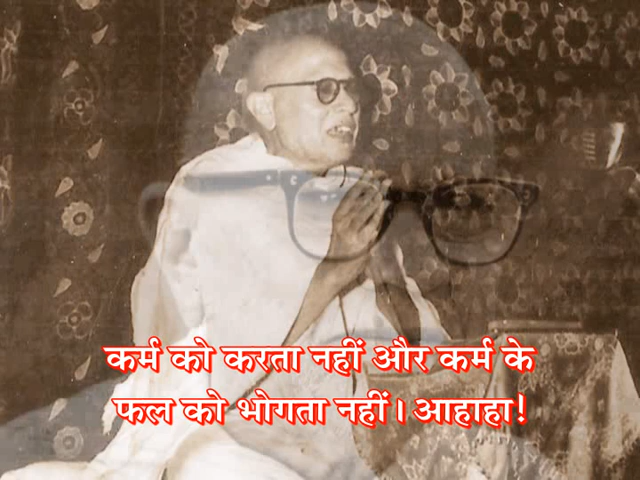 कर्म को करता नहीं और कर्म के
फल को भोगता नहीं। आहाहा!